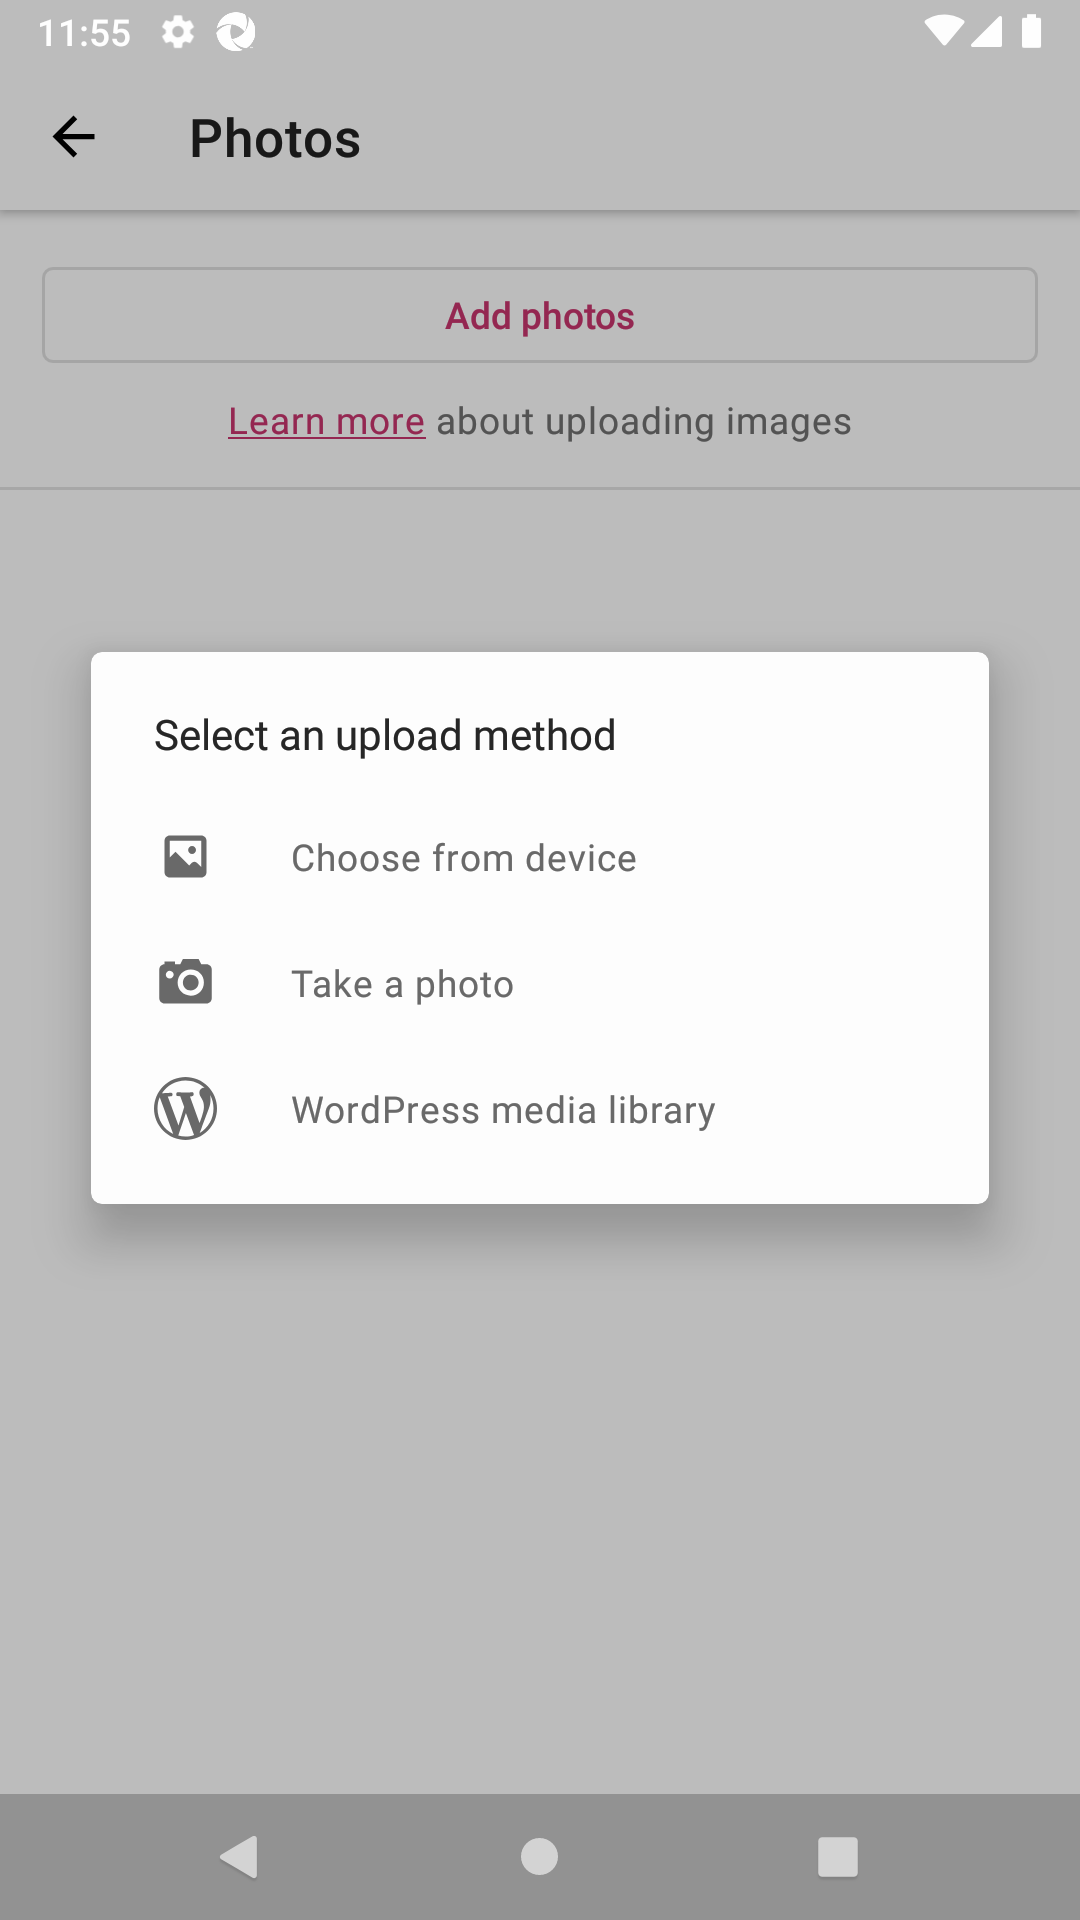 11:55
Photos
Add photos
Learn more about uploading images
Select an upload method
Choose from device
Take a photo
WordPress media library